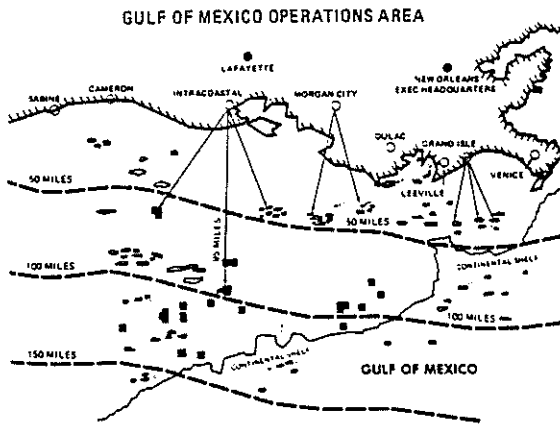 GULF OF MEXICO OPERATIONS AREA
LAFAYETTE
NEW ORLEANS
EXEC HEADQUARTERS
SABINE
CAMERON
INTRACOASTAL
MORGAN CITY
DULAC
GRAND ISLE
LEEVILLE
VENICE
50 MILES
50 MILES
95 MILES
CONTINENTAL SHELF
100 MILES
100 MILES
150 MILES
CONTINENTAL SHELF
GULF OF MEXICO